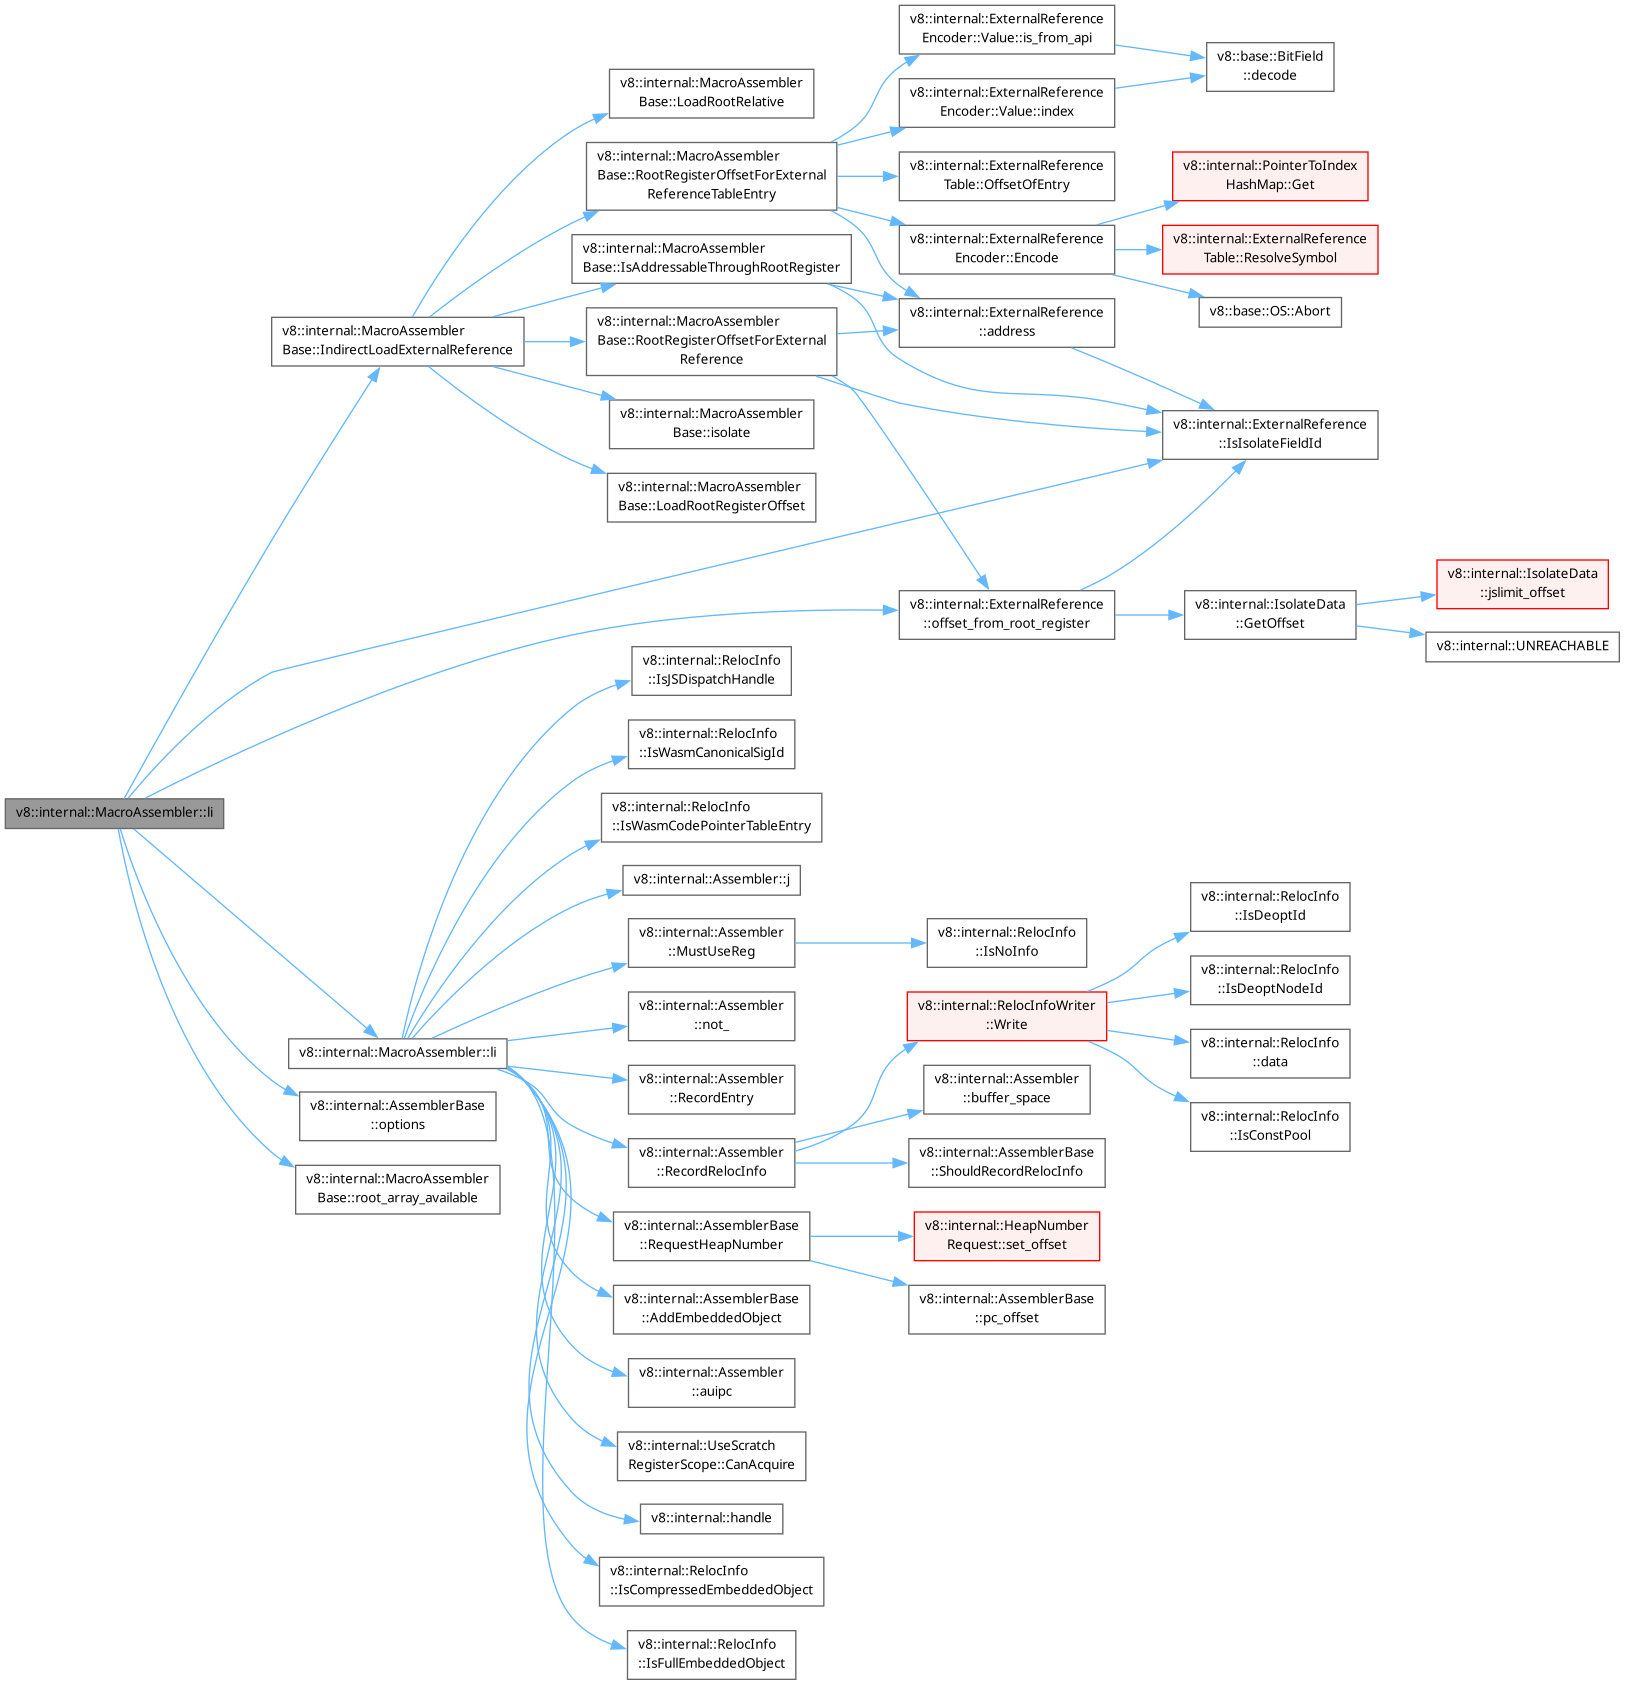 v8::internal::MacroAssembler::li
v8::internal::MacroAssembler
Base::IndirectLoadExternalReference
v8::internal::MacroAssembler::li
v8::internal::AssemblerBase
::options
v8::internal::MacroAssembler
Base::root_array_available
v8::internal::MacroAssembler
Base::LoadRootRelative
v8::internal::MacroAssembler
Base::RootRegisterOffsetForExternal
ReferenceTableEntry
v8::internal::MacroAssembler
Base::IsAddressableThroughRootRegister
v8::internal::MacroAssembler
Base::RootRegisterOffsetForExternal
Reference
v8::internal::MacroAssembler
Base::isolate
v8::internal::MacroAssembler
Base::LoadRootRegisterOffset
v8::internal::RelocInfo
::IsJSDispatchHandle
v8::internal::RelocInfo
::IsWasmCanonicalSigId
v8::internal::RelocInfo
::IsWasmCodePointerTableEntry
v8::internal::Assembler::j
v8::internal::Assembler
::MustUseReg
v8::internal::Assembler
::not_
v8::internal::Assembler
::RecordEntry
v8::internal::Assembler
::RecordRelocInfo
v8::internal::AssemblerBase
::RequestHeapNumber
v8::internal::AssemblerBase
::AddEmbeddedObject
v8::internal::Assembler
::auipc
v8::internal::UseScratch
RegisterScope::CanAcquire
v8::internal::handle
v8::internal::RelocInfo
::IsCompressedEmbeddedObject
v8::internal::RelocInfo
::IsFullEmbeddedObject
v8::internal::ExternalReference
Encoder::Value::is_from_api
v8::internal::ExternalReference
Encoder::Value::index
v8::internal::ExternalReference
Table::OffsetOfEntry
v8::internal::ExternalReference
Encoder::Encode
v8::internal::ExternalReference
::address
v8::internal::ExternalReference
::offset_from_root_register
v8::internal::RelocInfo
::IsNoInfo
v8::internal::RelocInfoWriter
::Write
v8::internal::Assembler
::buffer_space
v8::internal::AssemblerBase
::ShouldRecordRelocInfo
v8::internal::HeapNumber
Request::set_offset
v8::internal::AssemblerBase
::pc_offset
v8::base::BitField
::decode
v8::internal::PointerToIndex
HashMap::Get
v8::internal::ExternalReference
Table::ResolveSymbol
v8::base::OS::Abort
v8::internal::ExternalReference
::IsIsolateFieldId
v8::internal::IsolateData
::GetOffset
v8::internal::RelocInfo
::IsDeoptId
v8::internal::RelocInfo
::IsDeoptNodeId
v8::internal::RelocInfo
::data
v8::internal::RelocInfo
::IsConstPool
v8::internal::IsolateData
::jslimit_offset
v8::internal::UNREACHABLE